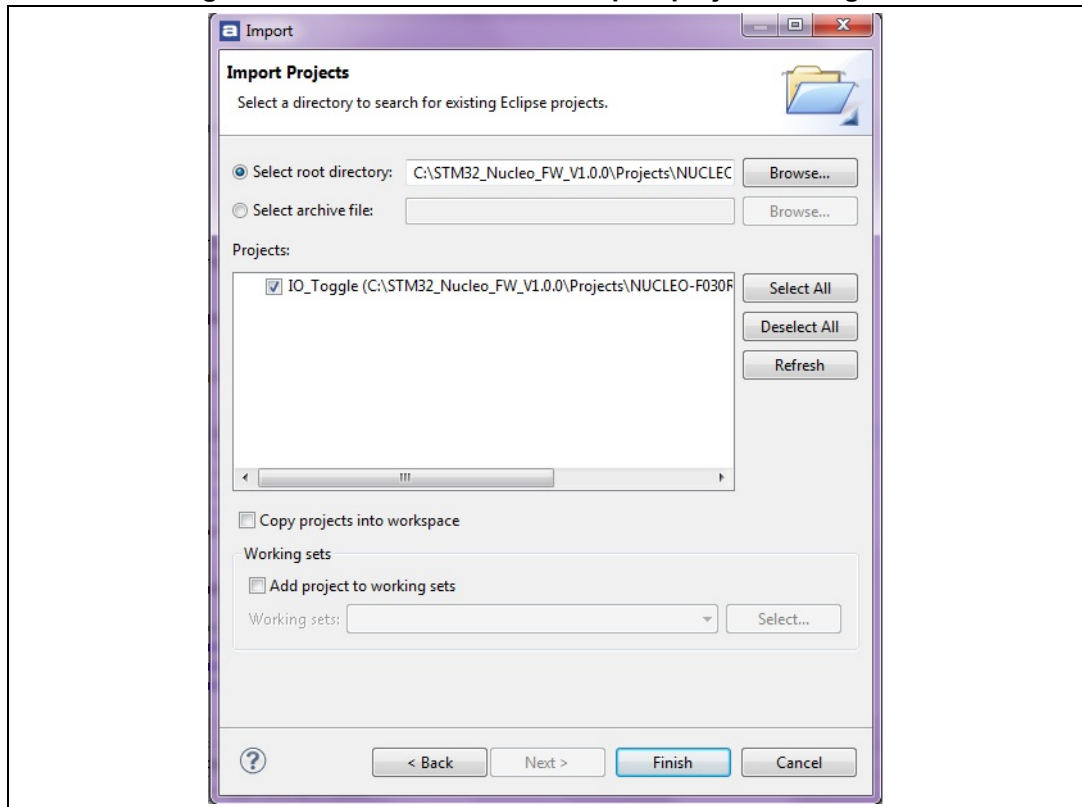 Import
Import Projects
Select a directory to search for existing Eclipse projects.
Select root directory: C:\STM32_Nucleo_FW_V1.0.0\Projects\NUCLEC Browse...
Select archive file: Browse...
Projects:
IO_Toggle (C:\STM32_Nucleo_FW_V1.0.0\Projects\NUCLEO-F030R Select All
Deselect All
Refresh
Copy projects into workspace
Working sets
Add project to working sets
Working sets: Select...
< Back Next > Finish Cancel